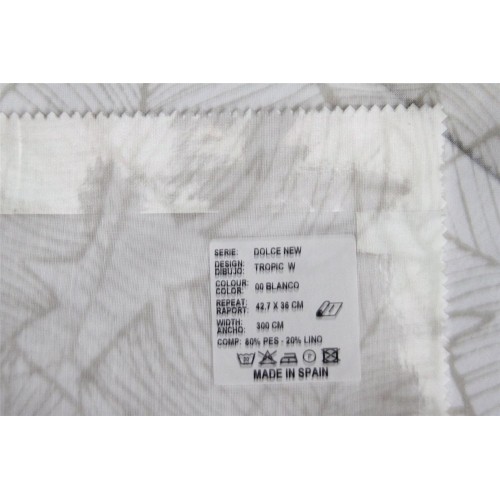 SERIE: DOLCE NEW
DESIGN:
DIBUJO: TROPIC W
COLOUR:
COLOR: 00 BLANCO
REPEAT:
RAPORT: 42,7 X 36 CM
WIDTH:
ANCHO: 300 CM
COMP: 80% PES - 20% LINO
MADE IN SPAIN